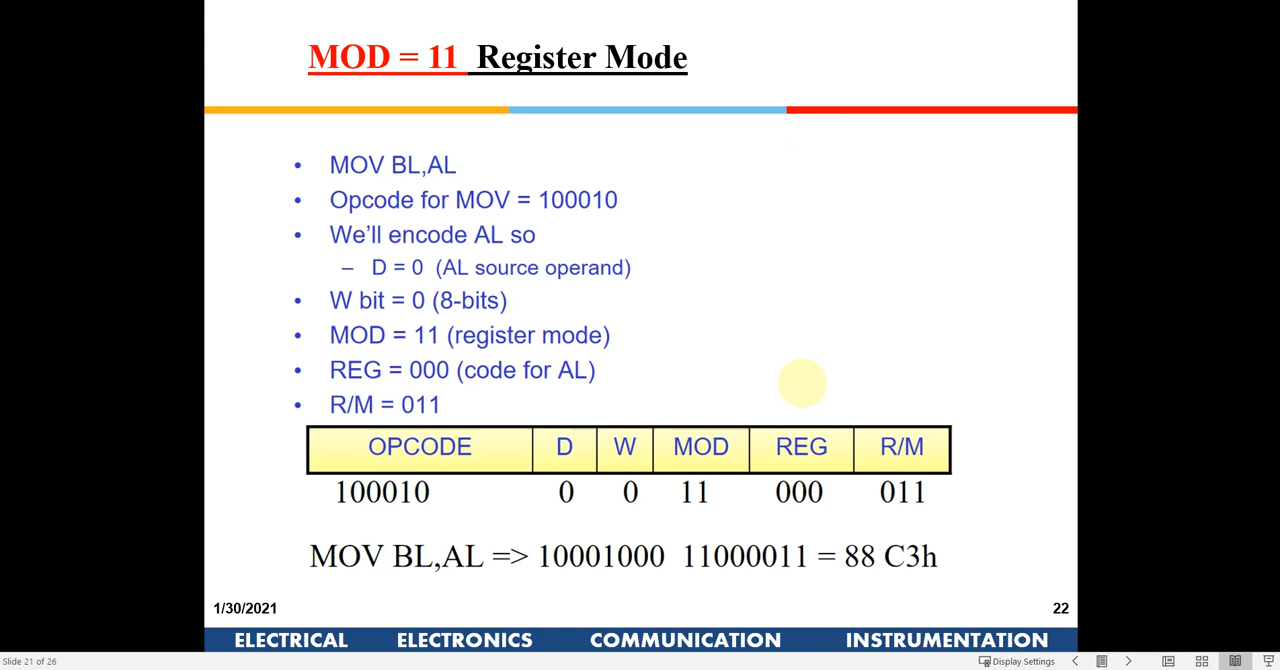 MOD = 11 Register Mode
• MOV BL,AL
• Opcode for MOV = 100010
• We'll encode AL so
– D = 0 (AL source operand)
• W bit = 0 (8-bits)
• MOD = 11 (register mode)
• REG = 000 (code for AL)
• R/M = 011
OPCODE D W MOD REG R/M
100010 0 0 11 000 011
MOV BL,AL => 10001000 11000011 = 88 C3h
1/30/2021 22
ELECTRICAL ELECTRONICS COMMUNICATION INSTRUMENTATION
Slide 21 of 26 Display Settings